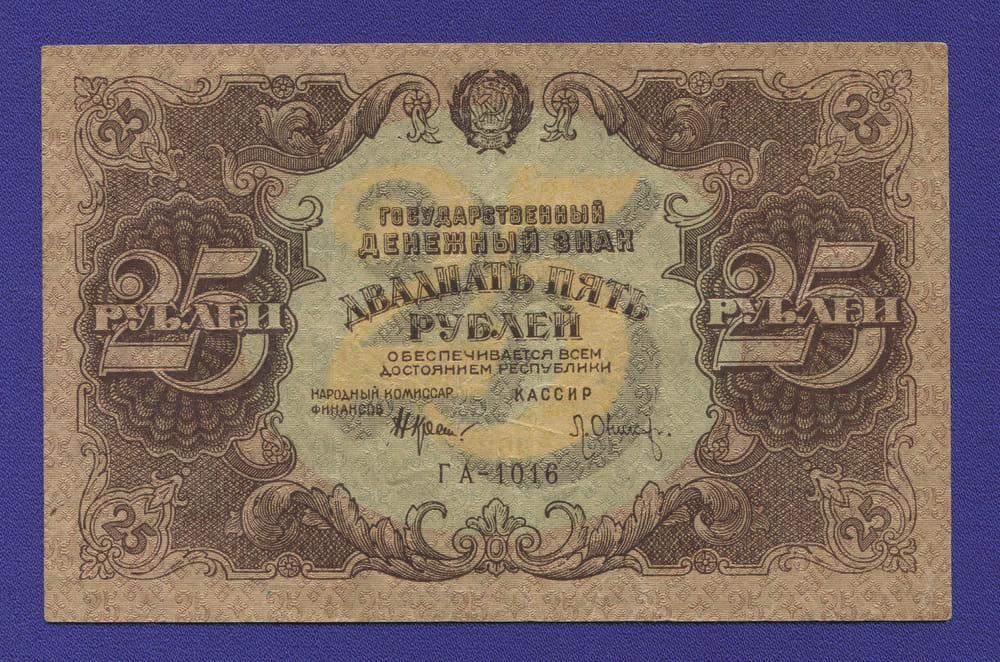 25 25
ГОСУДАРСТВЕННЫЙ
ДЕНЕЖНЫЙ ЗНАК
ДВАДЦАТЬ ПЯТЬ
РУБЛЕЙ
25 РУБЛЕЙ 25 25 РУБЛЕЙ
ОБЕСПЕЧИВАЕТСЯ ВСЕМ
ДОСТОЯНИЕМ РЕСПУБЛИКИ
НАРОДНЫЙ КОМИССАР КАССИР
ФИНАНСОВ
ГА-1016
25 25